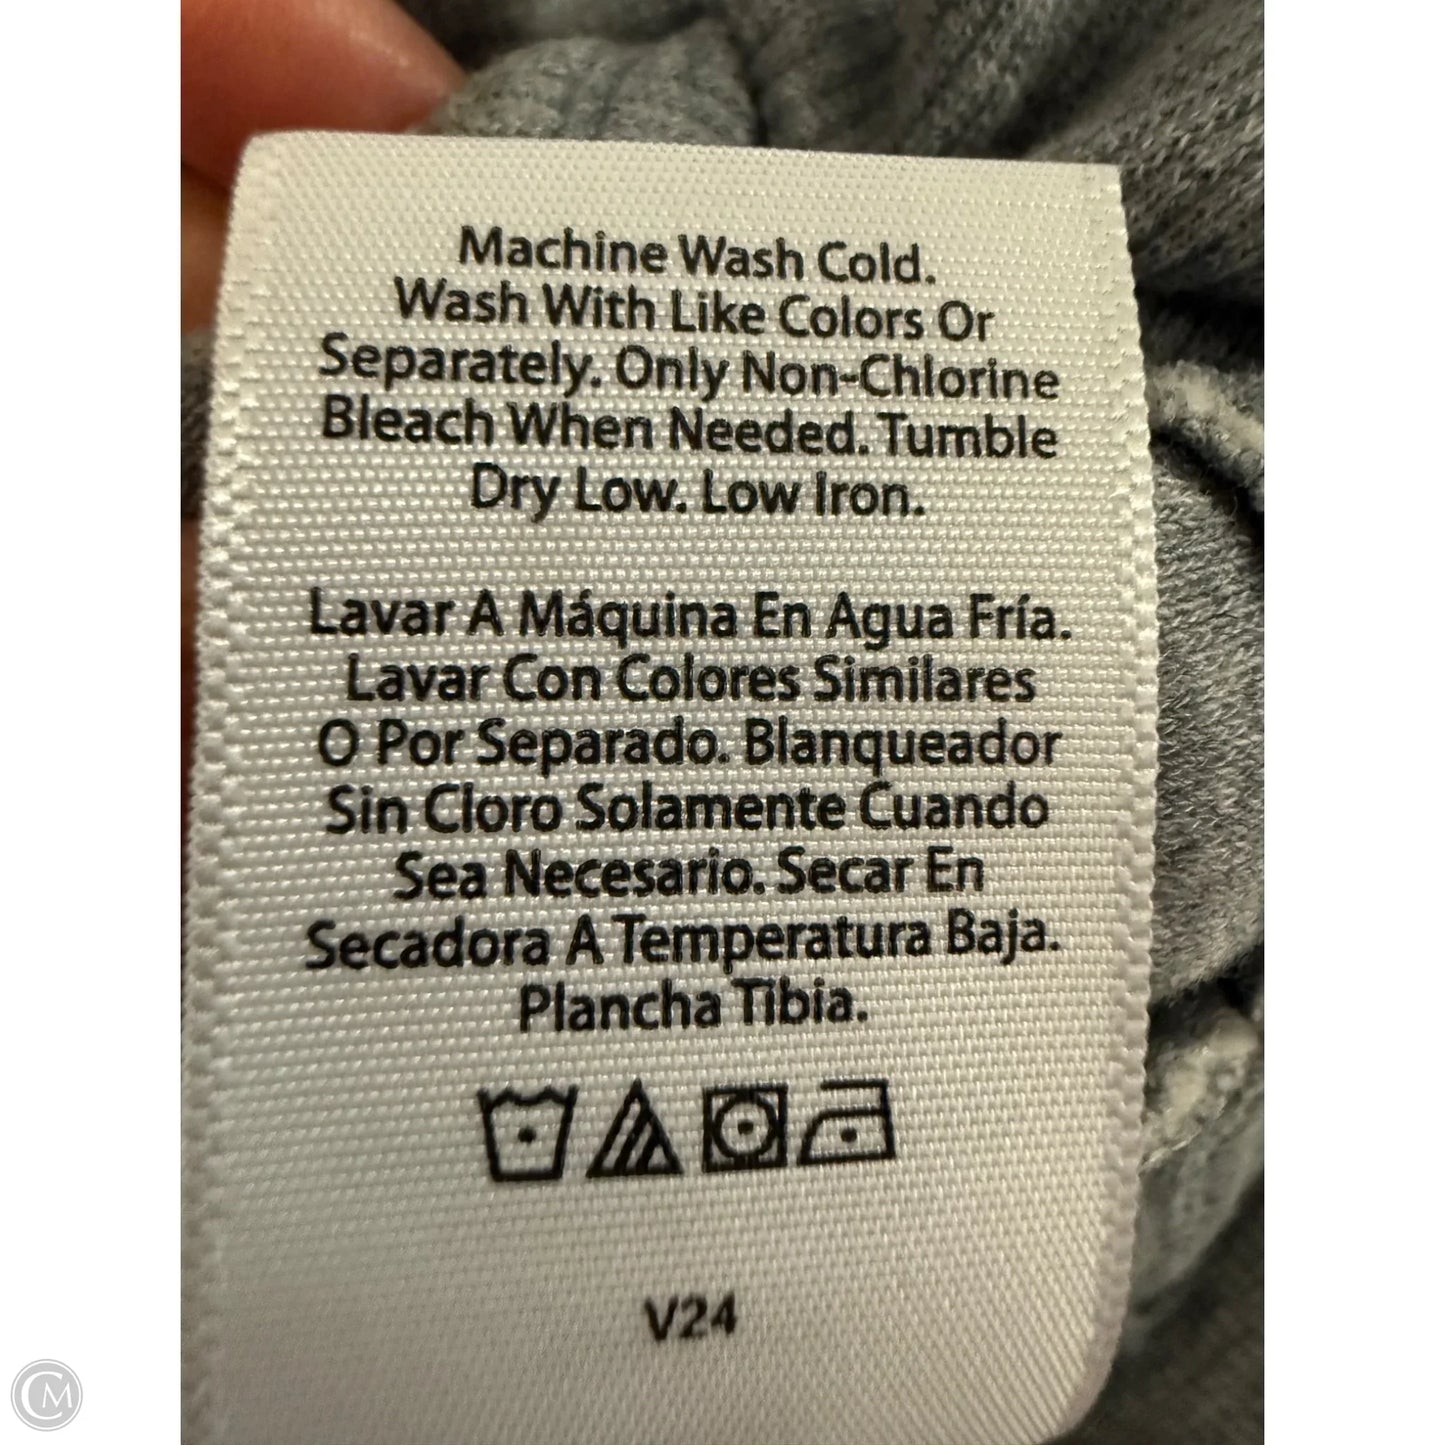 Machine Wash Cold.
Wash With Like Colors Or
Separately. Only Non-Chlorine
Bleach When Needed. Tumble
Dry Low. Low Iron.
Lavar A Máquina En Agua Fría.
Lavar Con Colores Similares
O Por Separado. Blanqueador
Sin Cloro Solamente Cuando
Sea Necesario. Secar En
Secadora A Temperatura Baja.
Plancha Tibia.
V24
CM